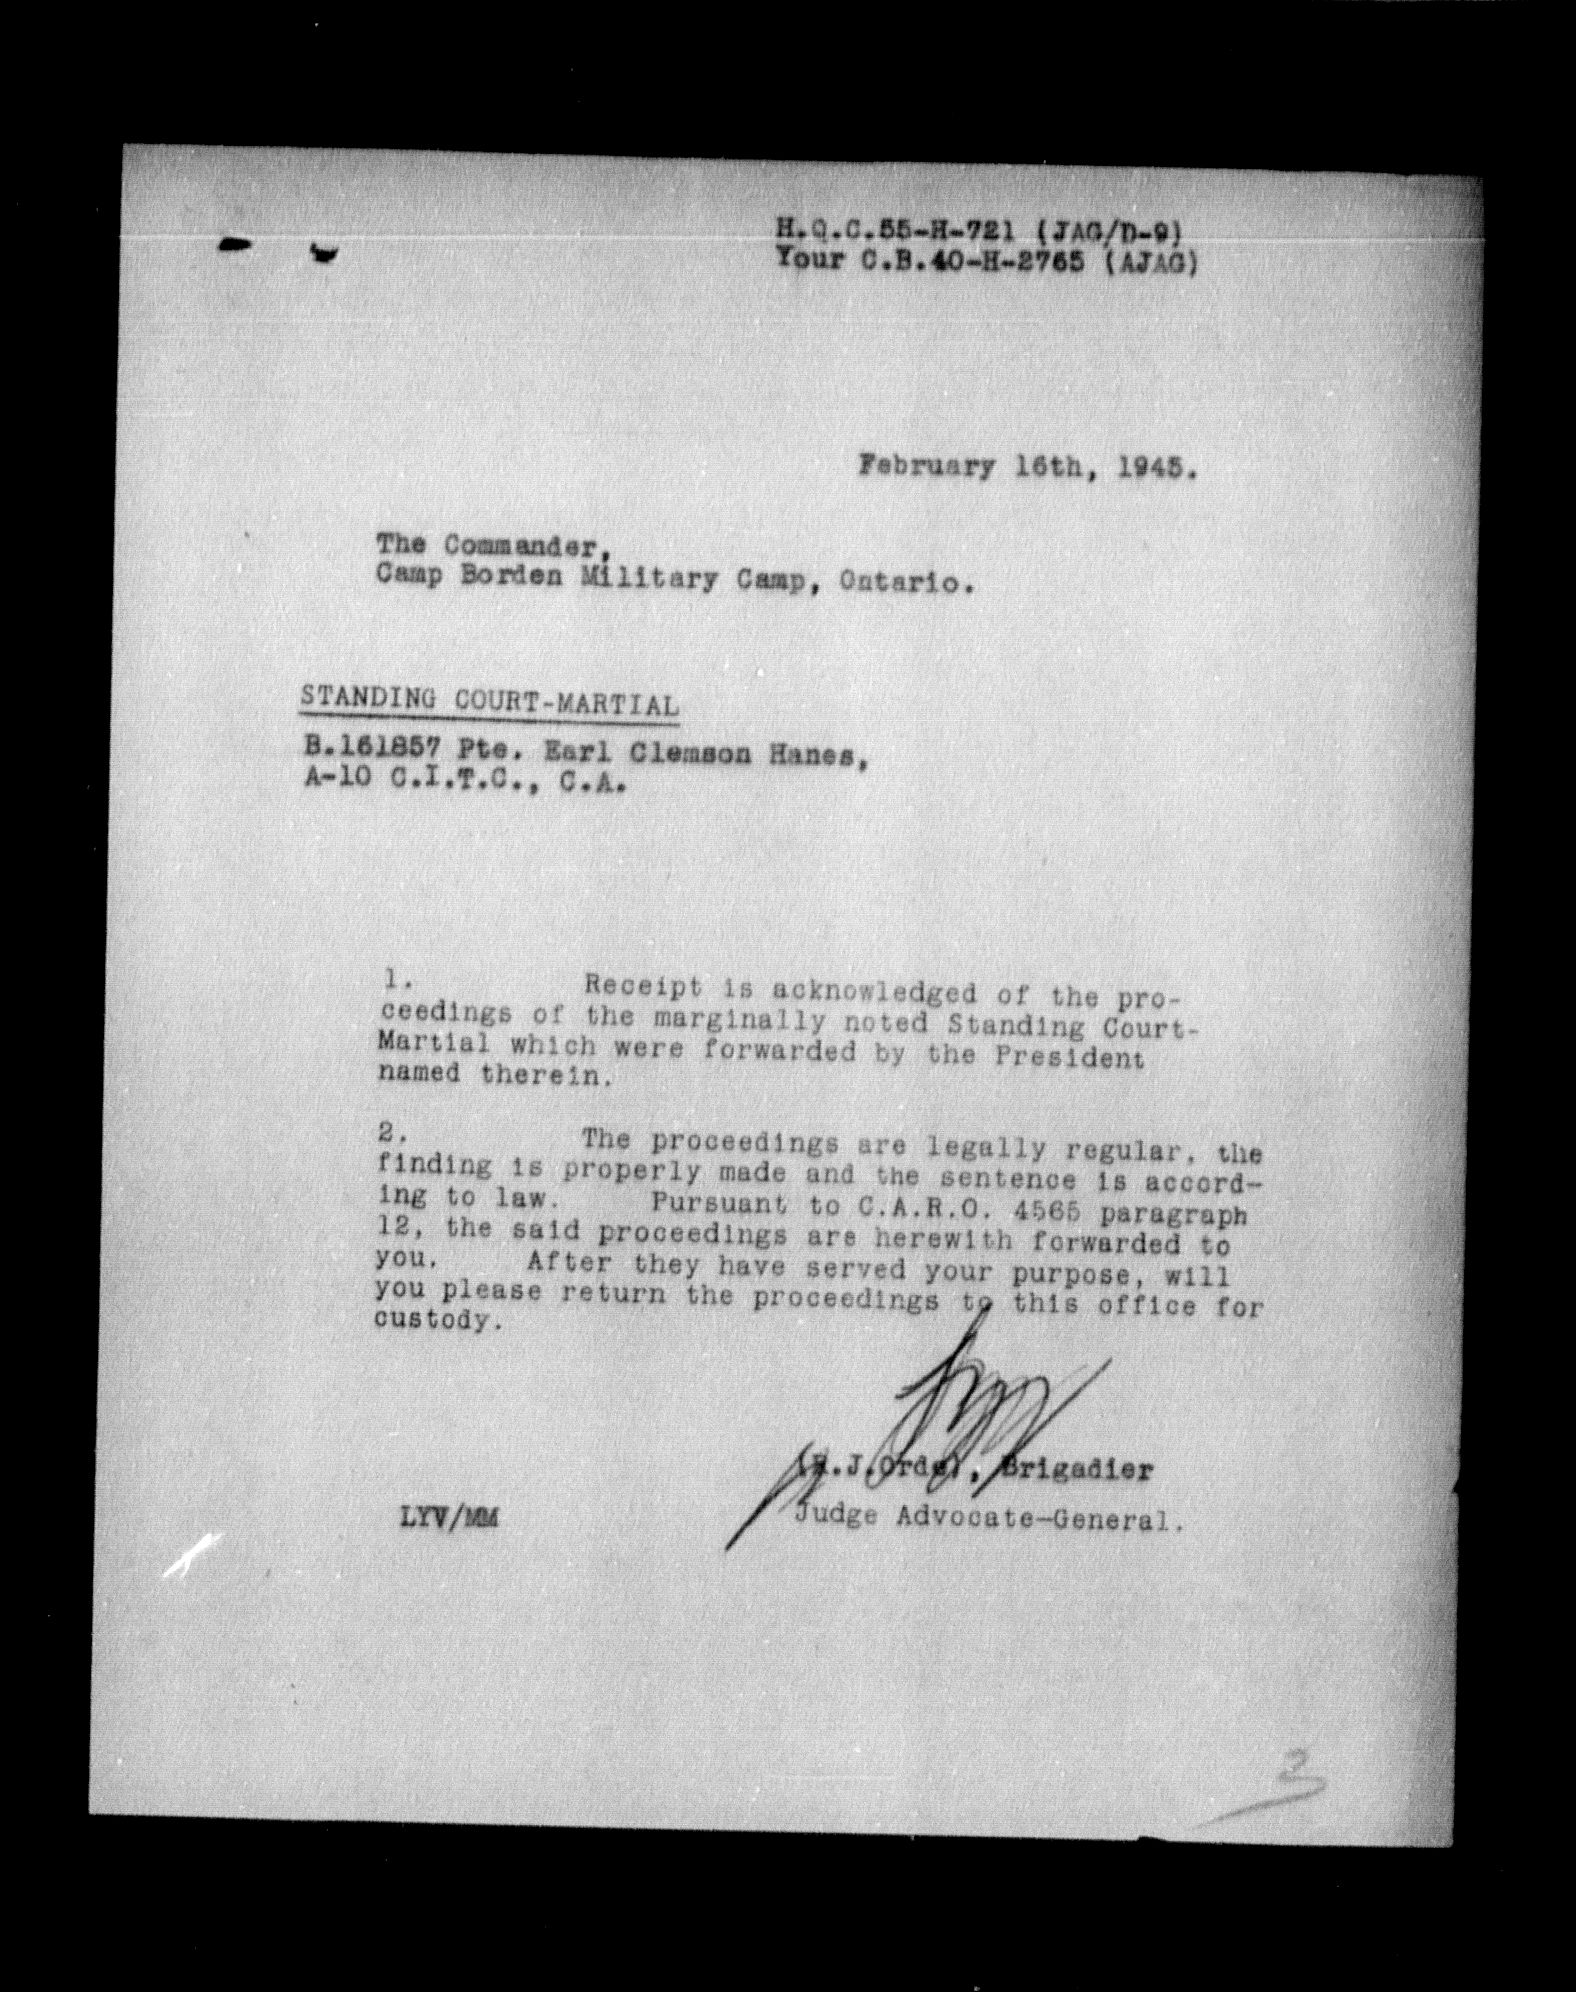 H.Q.C.55-H-721 (JAG/D-9)
Your C.B.40-H-2765 (AJAG)
February 16th, 1945.
The Commander,
Camp Borden Military Camp, Ontario.
STANDING COURT-MARTIAL
B.161857 Pte. Earl Clemson Hanes,
A-10 C.I.T.C., C.A.
1. Receipt is acknowledged of the pro-
ceedings of the marginally noted Standing Court-
Martial which were forwarded by the President
named therein.
2. The proceedings are legally regular, the
finding is properly made and the sentence is accord-
ing to law. Pursuant to C.A.R.O. 4565 paragraph
12, the said proceedings are herewith forwarded to
you. After they have served your purpose, will
you please return the proceedings to this office for
custody.
(R.J.Orde), Brigadier
LYV/MM Judge Advocate-General.